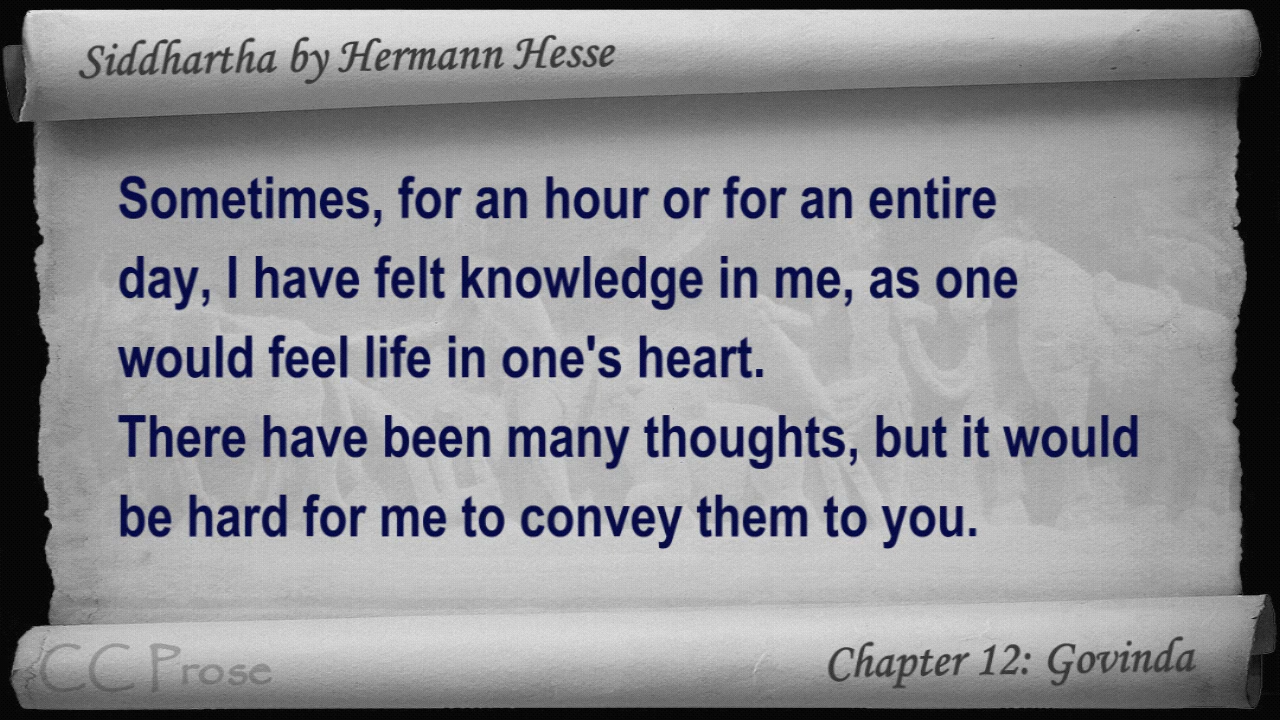 Siddhartha by Hermann Hesse
Sometimes, for an hour or for an entire
day, I have felt knowledge in me, as one
would feel life in one's heart.
There have been many thoughts, but it would
be hard for me to convey them to you.
CC Prose
Chapter 12: Govinda